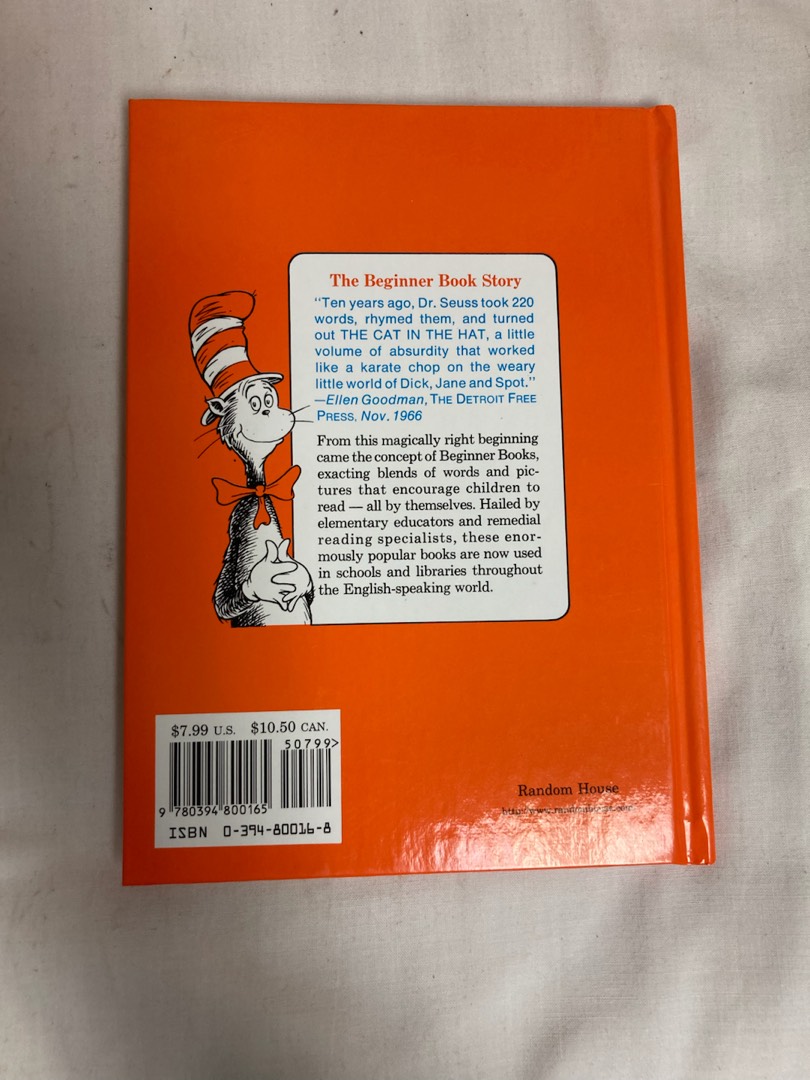 The Beginner Book Story
"Ten years ago, Dr. Seuss took 220
words, rhymed them, and turned
out THE CAT IN THE HAT, a little
volume of absurdity that worked
like a karate chop on the weary
little world of Dick, Jane and Spot."
—Ellen Goodman, THE DETROIT FREE
PRESS, Nov. 1966
From this magically right beginning
came the concept of Beginner Books,
exacting blends of words and pic-
tures that encourage children to
read — all by themselves. Hailed by
elementary educators and remedial
reading specialists, these enor-
mously popular books are now used
in schools and libraries throughout
the English-speaking world.
$7.99 U.S. $10.50 CAN.
50799>
9 780394 800165
ISBN 0-394-80016-8
Random House